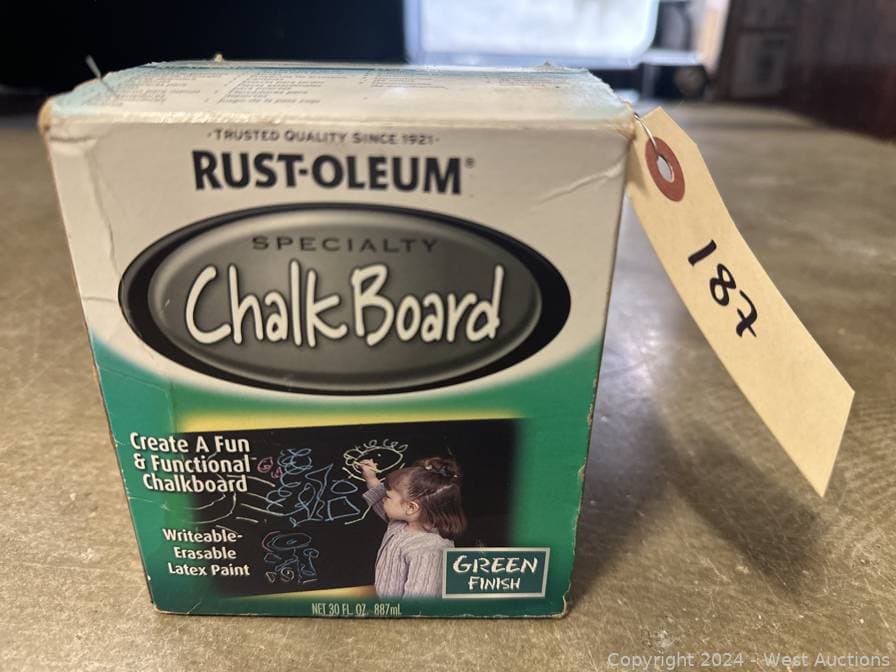 ·TRUSTED QUALITY SINCE 1921·
RUST-OLEUM®
SPECIALTY
ChalkBoard
Create A Fun
& Functional
Chalkboard
Writeable-
Erasable
Latex Paint
GREEN
FINISH
NET 30 FL. OZ. 887mL
187
Copyright 2024 - West Auctions